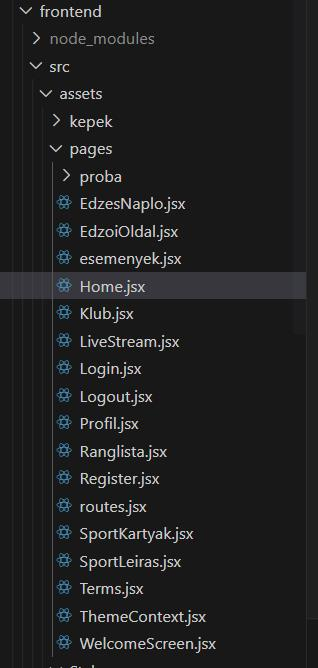 frontend
node_modules
src
assets
kepek
pages
proba
EdzesNaplo.jsx
EdzoiOldal.jsx
esemenyek.jsx
Home.jsx
Klub.jsx
LiveStream.jsx
Login.jsx
Logout.jsx
Profil.jsx
Ranglista.jsx
Register.jsx
routes.jsx
SportKartyak.jsx
SportLeiras.jsx
Terms.jsx
ThemeContext.jsx
WelcomeScreen.jsx